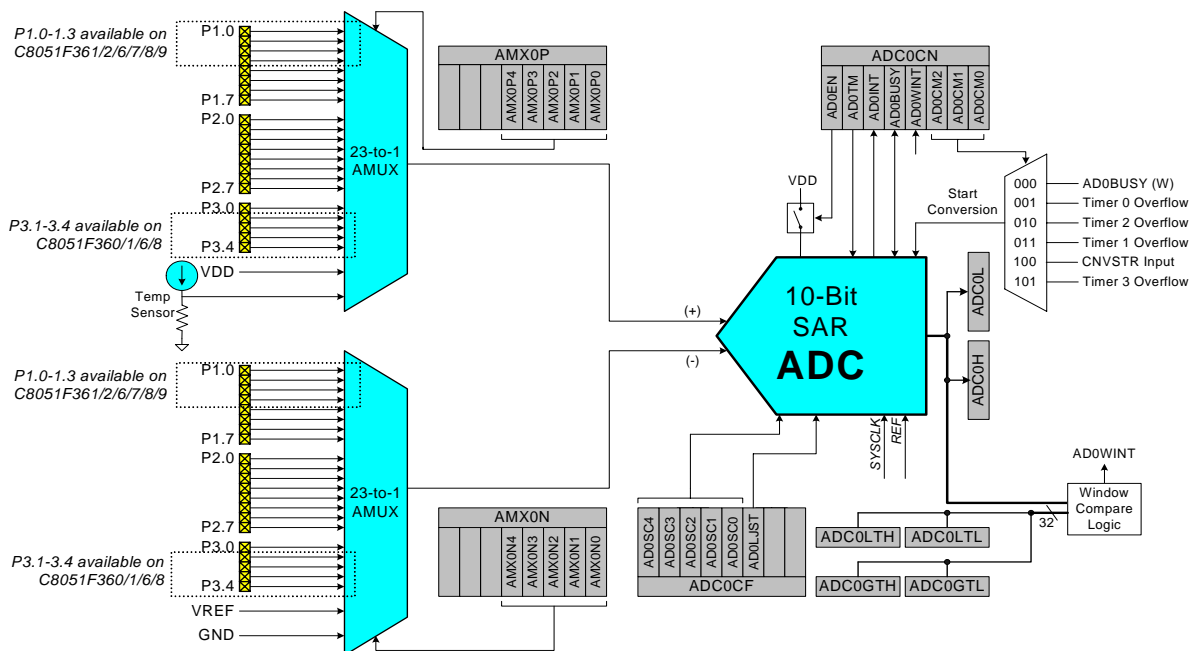 P1.0-1.3 available on
C8051F361/2/6/7/8/9
P1.0
P1.7
P2.0
P2.7
P3.0
P3.4
P3.1-3.4 available on
C8051F360/1/6/8
VDD
Temp
Sensor
23-to-1
AMUX
AMX0P
AMX0P4
AMX0P3
AMX0P2
AMX0P1
AMX0P0
ADC0CN
AD0EN
AD0TM
AD0INT
AD0BUSY
AD0WINT
AD0CM2
AD0CM1
AD0CM0
VDD
Start
Conversion
000
AD0BUSY (W)
001
Timer 0 Overflow
010
Timer 2 Overflow
011
Timer 1 Overflow
100
CNVSTR Input
101
Timer 3 Overflow
(+)
(-)
10-Bit
SAR
ADC
ADC0L
ADC0H
SYSCLK
REF
P1.0-1.3 available on
C8051F361/2/6/7/8/9
P1.0
P1.7
P2.0
P2.7
P3.0
P3.4
P3.1-3.4 available on
C8051F360/1/6/8
VREF
GND
23-to-1
AMUX
AMX0N4
AMX0N3
AMX0N2
AMX0N1
AMX0N0
AMX0N
AD0SC4
AD0SC3
AD0SC2
AD0SC1
AD0SC0
AD0LJST
ADC0CF
AD0WINT
Window
Compare
Logic
32
ADC0LTH
ADC0LTL
ADC0GTH
ADC0GTL